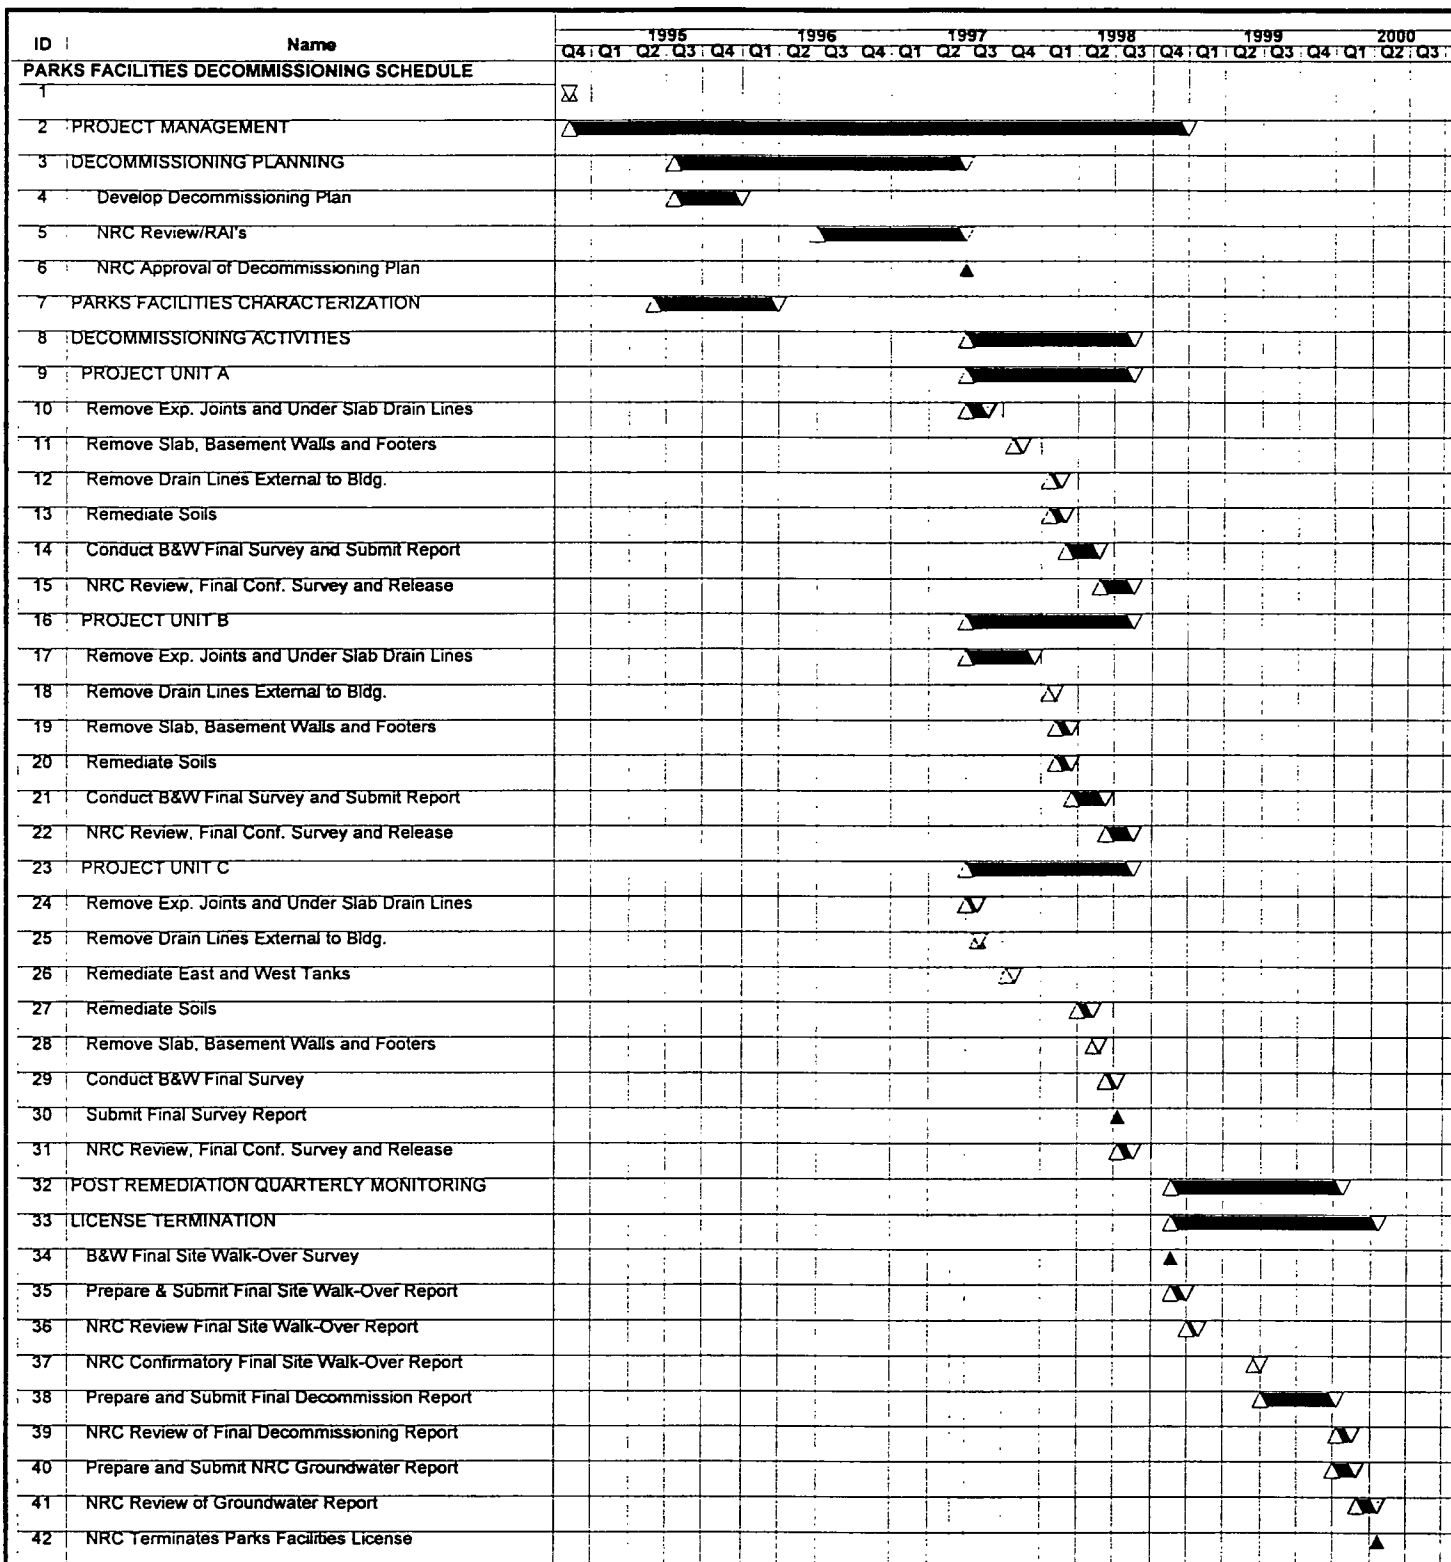 1995 1996 1997 1998 1999 2000
ID Name Q4 Q1 Q2 Q3 Q4 Q1 Q2 Q3 Q4 Q1 Q2 Q3 Q4 Q1 Q2 Q3 Q4 Q1 Q2 Q3 Q4 Q1 Q2 Q3
PARKS FACILITIES DECOMMISSIONING SCHEDULE
1
2 PROJECT MANAGEMENT
3 DECOMMISSIONING PLANNING
4 Develop Decommissioning Plan
5 NRC Review/RAI's
6 NRC Approval of Decommissioning Plan
7 PARKS FACILITIES CHARACTERIZATION
8 DECOMMISSIONING ACTIVITIES
9 PROJECT UNIT A
10 Remove Exp. Joints and Under Slab Drain Lines
11 Remove Slab, Basement Walls and Footers
12 Remove Drain Lines External to Bldg.
13 Remediate Soils
14 Conduct B&W Final Survey and Submit Report
15 NRC Review, Final Conf. Survey and Release
16 PROJECT UNIT B
17 Remove Exp. Joints and Under Slab Drain Lines
18 Remove Drain Lines External to Bldg.
19 Remove Slab, Basement Walls and Footers
20 Remediate Soils
21 Conduct B&W Final Survey and Submit Report
22 NRC Review, Final Conf. Survey and Release
23 PROJECT UNIT C
24 Remove Exp. Joints and Under Slab Drain Lines
25 Remove Drain Lines External to Bldg.
26 Remediate East and West Tanks
27 Remediate Soils
28 Remove Slab, Basement Walls and Footers
29 Conduct B&W Final Survey
30 Submit Final Survey Report
31 NRC Review, Final Conf. Survey and Release
32 POST REMEDIATION QUARTERLY MONITORING
33 LICENSE TERMINATION
34 B&W Final Site Walk-Over Survey
35 Prepare & Submit Final Site Walk-Over Report
36 NRC Review Final Site Walk-Over Report
37 NRC Confirmatory Final Site Walk-Over Report
38 Prepare and Submit Final Decommission Report
39 NRC Review of Final Decommissioning Report
40 Prepare and Submit NRC Groundwater Report
41 NRC Review of Groundwater Report
42 NRC Terminates Parks Facilities License